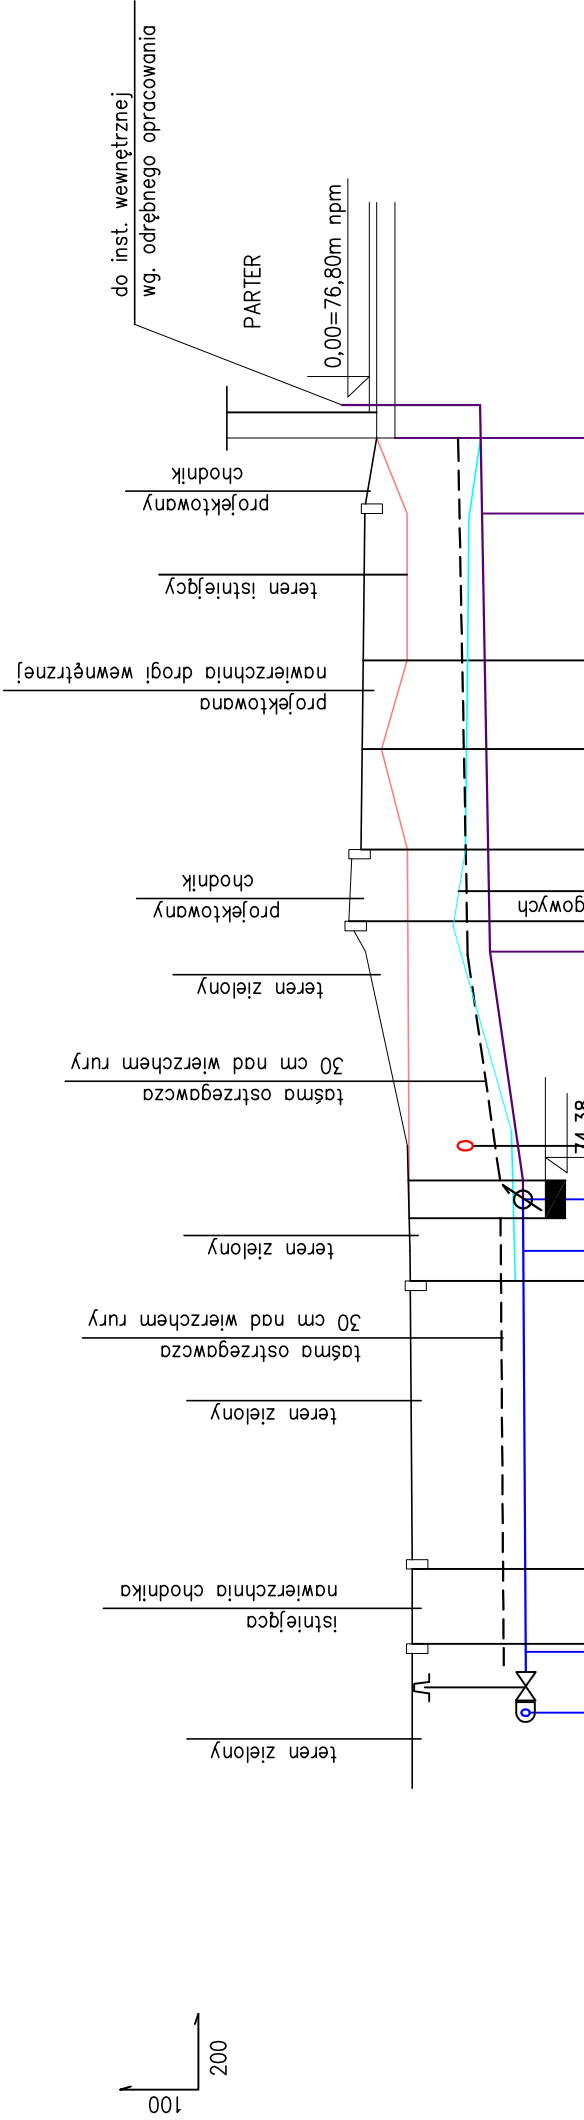 do inst. wewnętrznej
wg. odrębnego opracowania
PARTER
0,00=76,80m npm
projektowany
chodnik
teren istniejący
projektowana
nawierzchnia drogi wewnętrznej
projektowany
chodnik
gowych
teren zielony
taśma ostrzegawcza
30 cm nad wierzchem rury
teren zielony
taśma ostrzegawcza
30 cm nad wierzchem rury
teren zielony
istniejąca
nawierzchnia chodnika
teren zielony
100
200